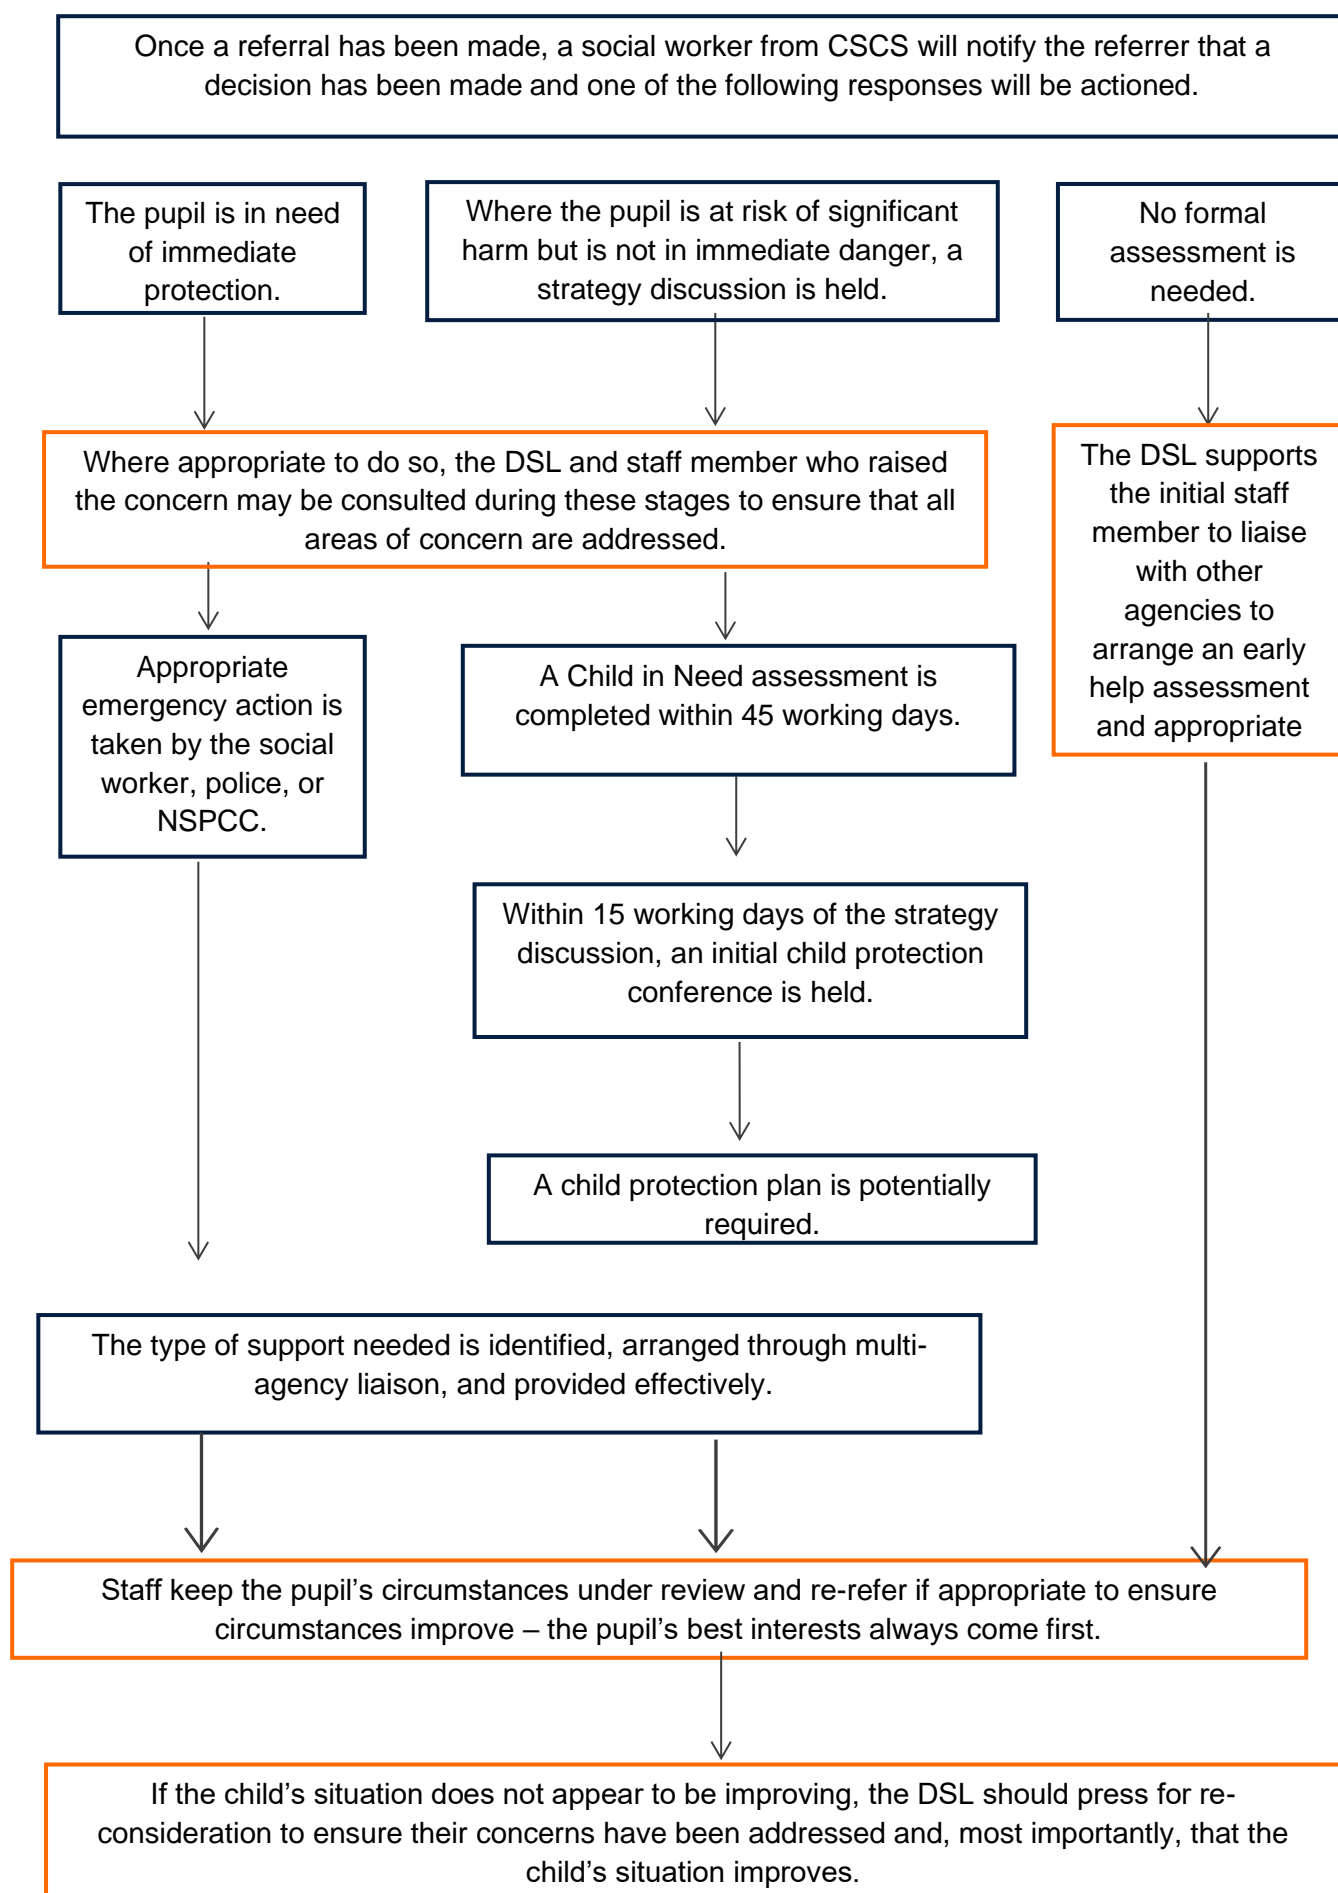 Once a referral has been made, a social worker from CSCS will notify the referrer that a
decision has been made and one of the following responses will be actioned.
The pupil is in need
of immediate
protection.
Where the pupil is at risk of significant
harm but is not in immediate danger, a
strategy discussion is held.
No formal
assessment is
needed.
Where appropriate to do so, the DSL and staff member who raised
the concern may be consulted during these stages to ensure that all
areas of concern are addressed.
The DSL supports
the initial staff
member to liaise
with other
agencies to
arrange an early
help assessment
and appropriate
Appropriate
emergency action is
taken by the social
worker, police, or
NSPCC.
A Child in Need assessment is
completed within 45 working days.
Within 15 working days of the strategy
discussion, an initial child protection
conference is held.
A child protection plan is potentially
required.
The type of support needed is identified, arranged through multi-
agency liaison, and provided effectively.
Staff keep the pupil’s circumstances under review and re-refer if appropriate to ensure
circumstances improve – the pupil’s best interests always come first.
If the child’s situation does not appear to be improving, the DSL should press for re-
consideration to ensure their concerns have been addressed and, most importantly, that the
child’s situation improves.